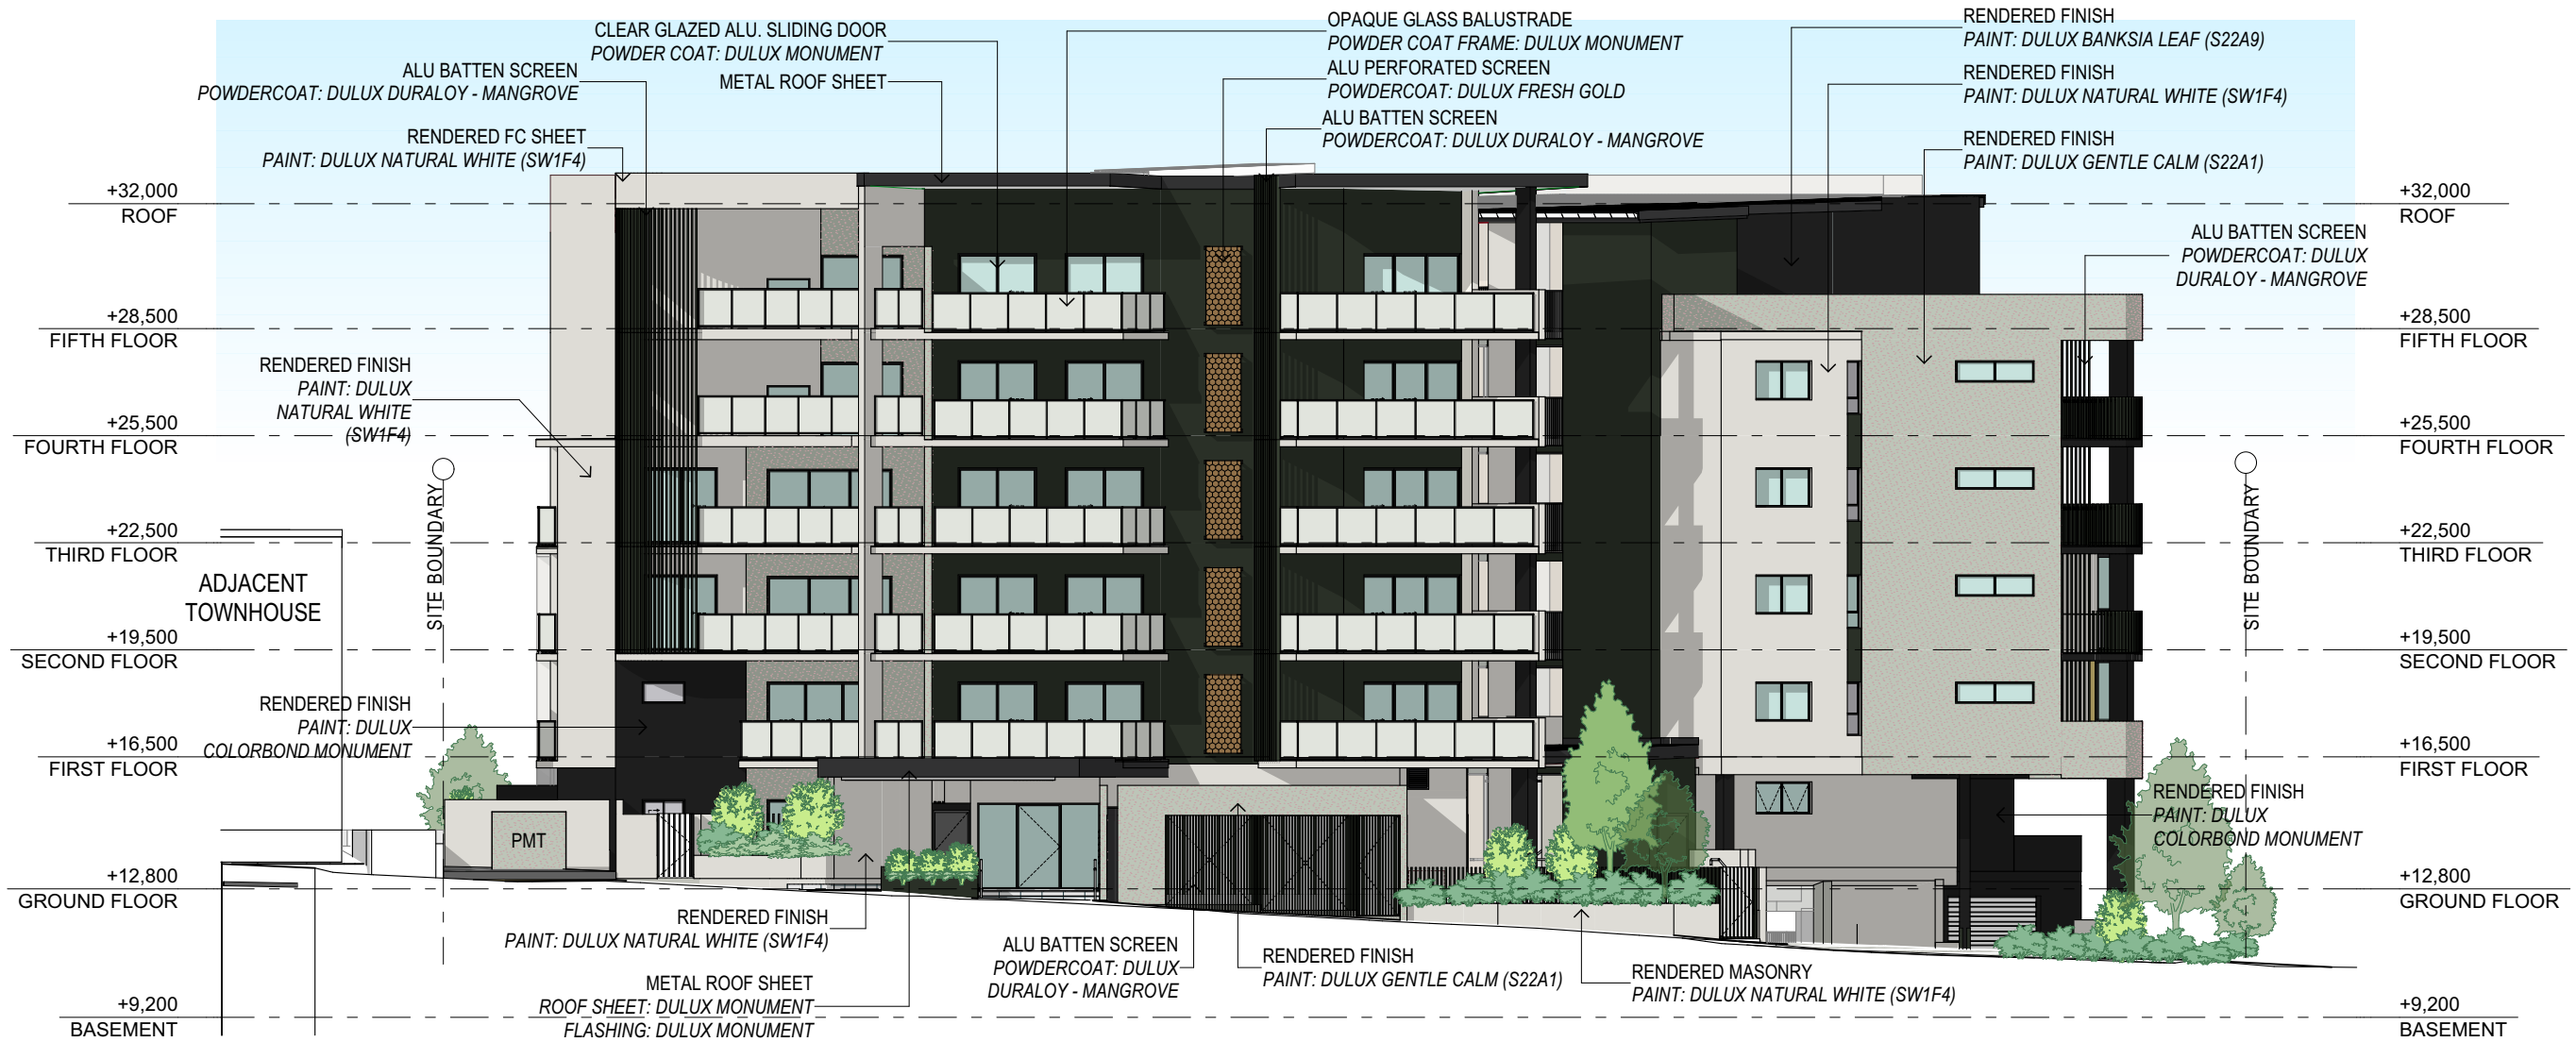 CLEAR GLAZED ALU. SLIDING DOOR
POWDER COAT: DULUX MONUMENT
ALU BATTEN SCREEN
POWDERCOAT: DULUX DURALOY - MANGROVE
METAL ROOF SHEET
RENDERED FC SHEET
PAINT: DULUX NATURAL WHITE (SW1F4)
OPAQUE GLASS BALUSTRADE
POWDER COAT FRAME: DULUX MONUMENT
ALU PERFORATED SCREEN
POWDERCOAT: DULUX FRESH GOLD
ALU BATTEN SCREEN
POWDERCOAT: DULUX DURALOY - MANGROVE
RENDERED FINISH
PAINT: DULUX BANKSIA LEAF (S22A9)
RENDERED FINISH
PAINT: DULUX NATURAL WHITE (SW1F4)
RENDERED FINISH
PAINT: DULUX GENTLE CALM (S22A1)
+32,000
ROOF
+28,500
FIFTH FLOOR
RENDERED FINISH
PAINT: DULUX
NATURAL WHITE
(SW1F4)
+25,500
FOURTH FLOOR
SITE BOUNDARY
+22,500
THIRD FLOOR
ADJACENT
TOWNHOUSE
+19,500
SECOND FLOOR
RENDERED FINISH
PAINT: DULUX
COLORBOND MONUMENT
+16,500
FIRST FLOOR
PMT
+12,800
GROUND FLOOR
RENDERED FINISH
PAINT: DULUX NATURAL WHITE (SW1F4)
METAL ROOF SHEET
ROOF SHEET: DULUX MONUMENT
FLASHING: DULUX MONUMENT
+9,200
BASEMENT
ALU BATTEN SCREEN
POWDERCOAT: DULUX
DURALOY - MANGROVE
RENDERED FINISH
PAINT: DULUX GENTLE CALM (S22A1)
RENDERED MASONRY
PAINT: DULUX NATURAL WHITE (SW1F4)
+32,000
ROOF
ALU BATTEN SCREEN
POWDERCOAT: DULUX
DURALOY - MANGROVE
+28,500
FIFTH FLOOR
+25,500
FOURTH FLOOR
SITE BOUNDARY
+22,500
THIRD FLOOR
+19,500
SECOND FLOOR
+16,500
FIRST FLOOR
RENDERED FINISH
PAINT: DULUX
COLORBOND MONUMENT
+12,800
GROUND FLOOR
+9,200
BASEMENT